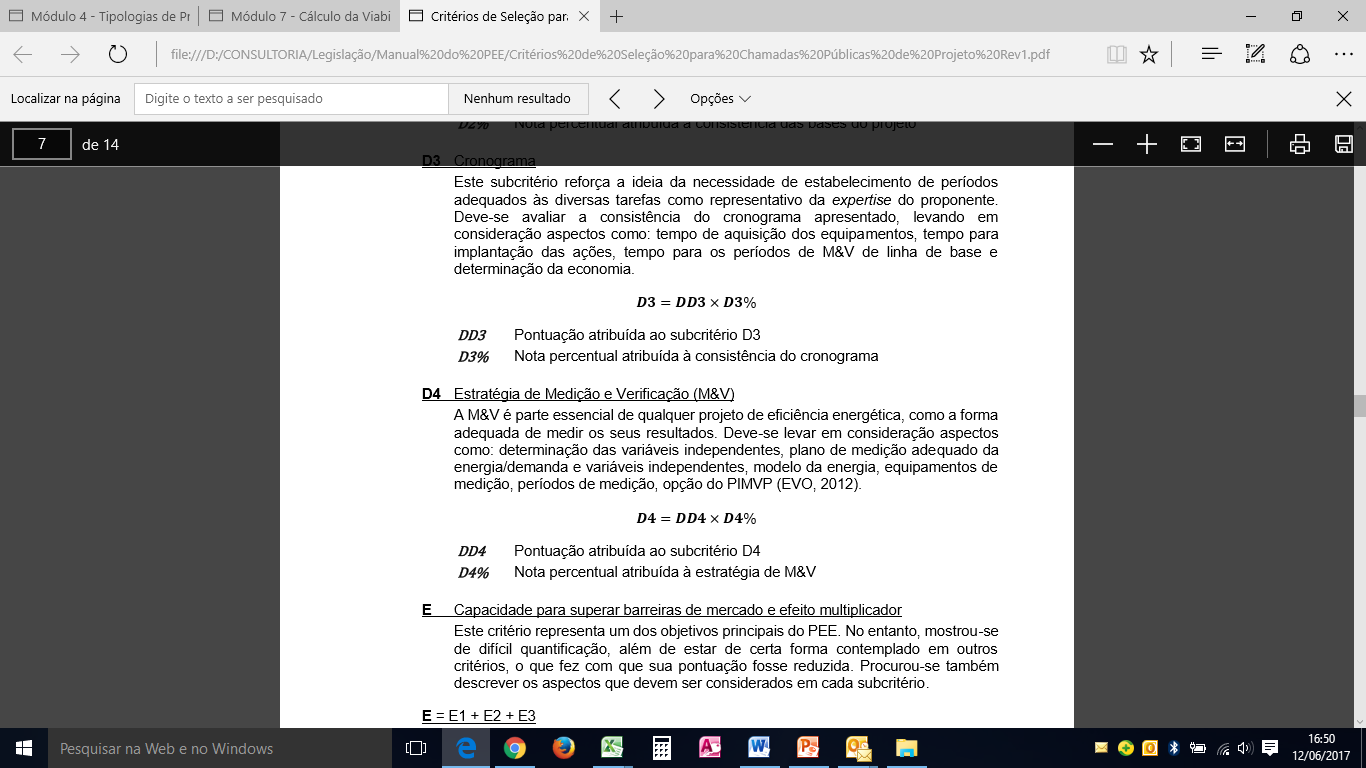 Módulo 4 - Tipologias de Pr
Módulo 7 - Cálculo da Viabi
Critérios de Seleção para
file:///D:/CONSULTORIA/Legislação/Manual%20do%20PEE/Critérios%20de%20Seleção%20para%20Chamadas%20Públicas%20de%20Projeto%20Rev1.pdf
Localizar na página
Digite o texto a ser pesquisado
Nenhum resultado
Opções
7 de 14
D2% Nota percentual atribuída à consistência das bases do projeto
D3 Cronograma
Este subcritério reforça a ideia da necessidade de estabelecimento de períodos
adequados às diversas tarefas como representativo da expertise do proponente.
Deve-se avaliar a consistência do cronograma apresentado, levando em
consideração aspectos como: tempo de aquisição dos equipamentos, tempo para
implantação das ações, tempo para os períodos de M&V de linha de base e
determinação da economia.
D3 = DD3 × D3%
DD3 Pontuação atribuída ao subcritério D3
D3% Nota percentual atribuída à consistência do cronograma
D4 Estratégia de Medição e Verificação (M&V)
A M&V é parte essencial de qualquer projeto de eficiência energética, como a forma
adequada de medir os seus resultados. Deve-se levar em consideração aspectos
como: determinação das variáveis independentes, plano de medição adequado da
energia/demanda e variáveis independentes, modelo da energia, equipamentos de
medição, períodos de medição, opção do PIMVP (EVO, 2012).
D4 = DD4 × D4%
DD4 Pontuação atribuída ao subcritério D4
D4% Nota percentual atribuída à estratégia de M&V
E Capacidade para superar barreiras de mercado e efeito multiplicador
Este critério representa um dos objetivos principais do PEE. No entanto, mostrou-se
de difícil quantificação, além de estar de certa forma contemplado em outros
critérios, o que fez com que sua pontuação fosse reduzida. Procurou-se também
descrever os aspectos que devem ser considerados em cada subcritério.
E = E1 + E2 + E3
Pesquisar na Web e no Windows
16:50
12/06/2017